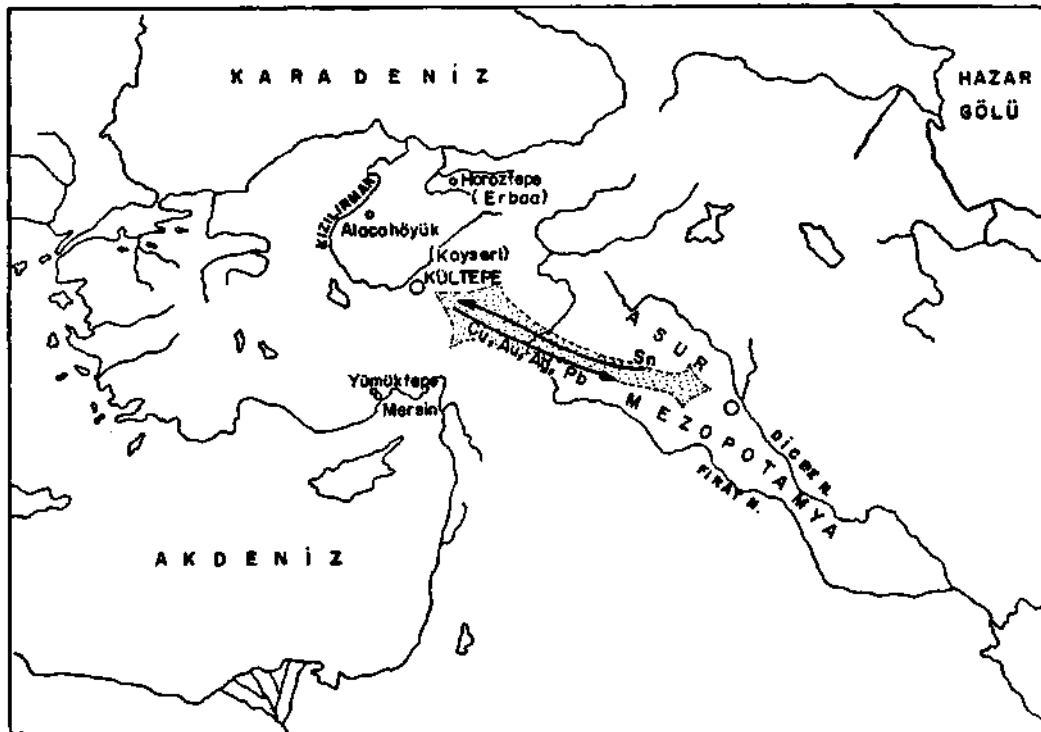 KARADENİZ
HAZAR
GÖLÜ
Horoztepe
(Erbaa)
KIZILIRMAK
Alacahöyük
(Kayseri)
KÜLTEPE
ASUR
Sn
Cu, Au, Ag, Pb
Yümüktepe
Mersin
MEZOPOTAMYA
DİCLE N.
FIRAT N.
AKDENİZ